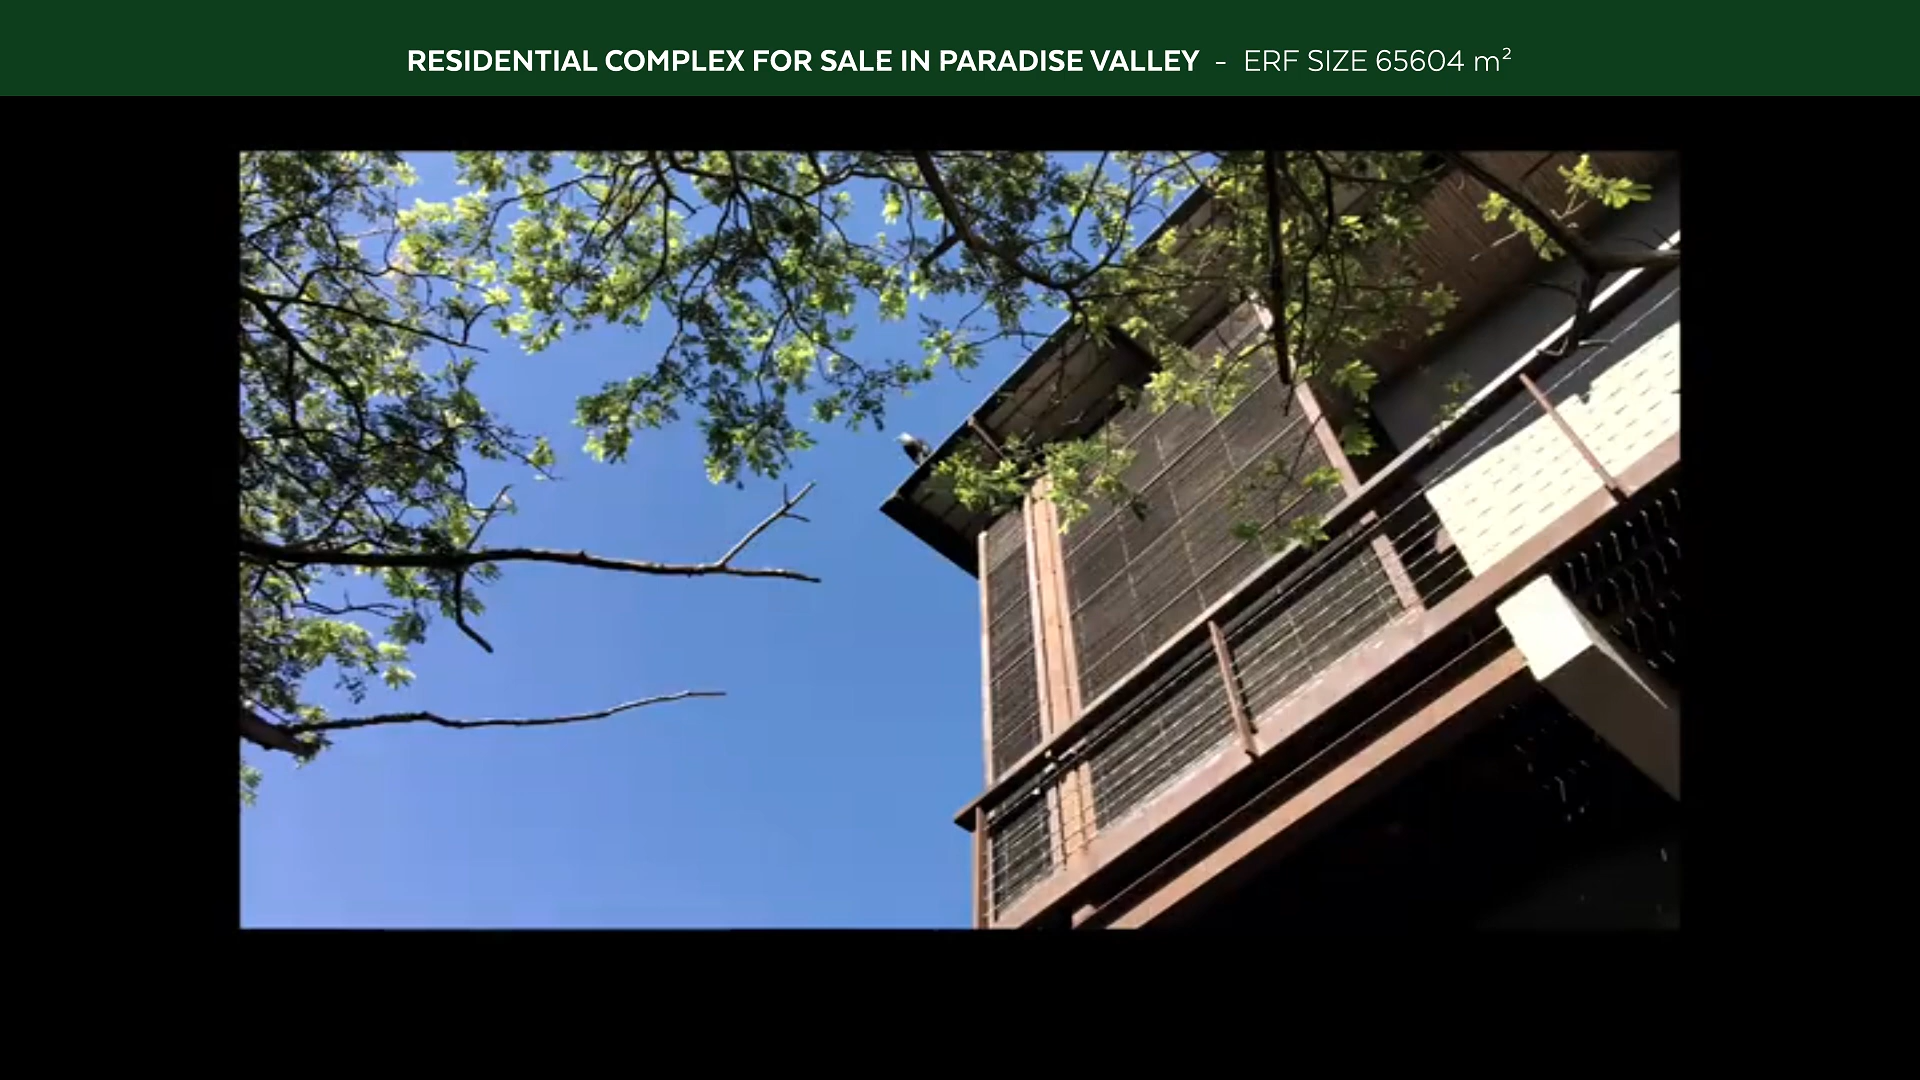 RESIDENTIAL COMPLEX FOR SALE IN PARADISE VALLEY - ERF SIZE 65604 m²